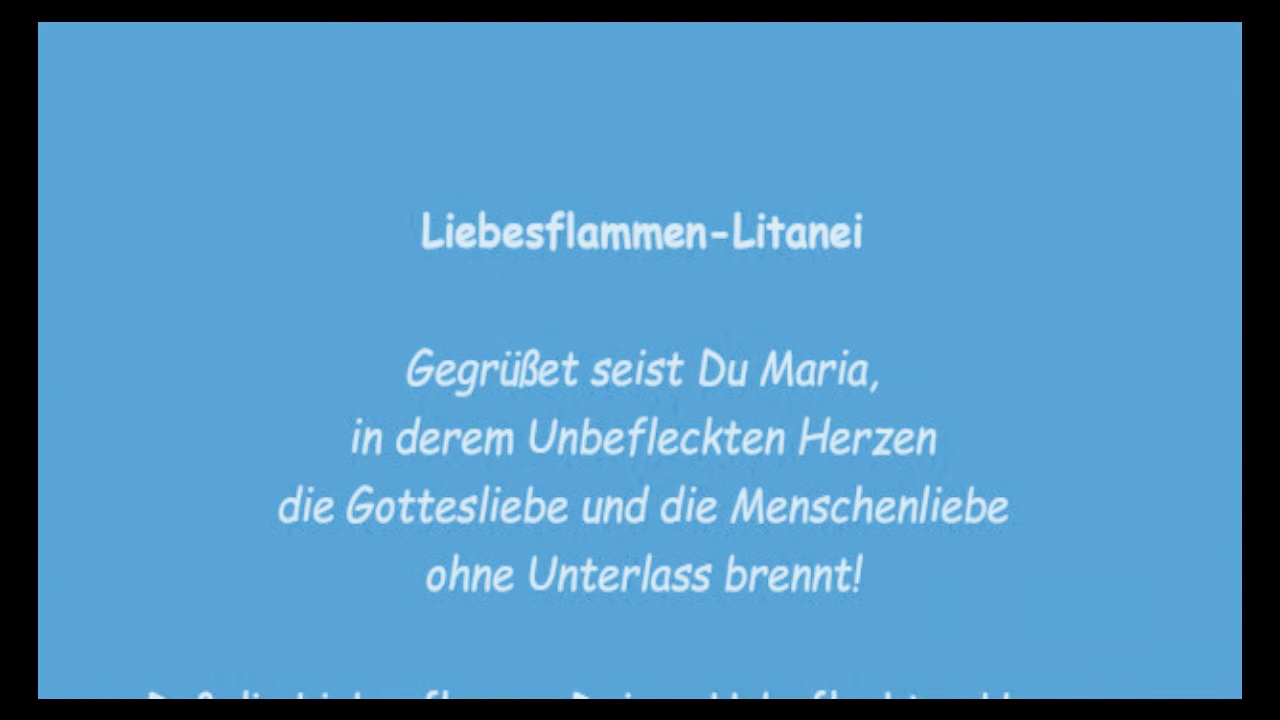 Liebesflammen-Litanei
Gegrüßet seist Du Maria,
in derem Unbefleckten Herzen
die Gottesliebe und die Menschenliebe
ohne Unterlass brennt!